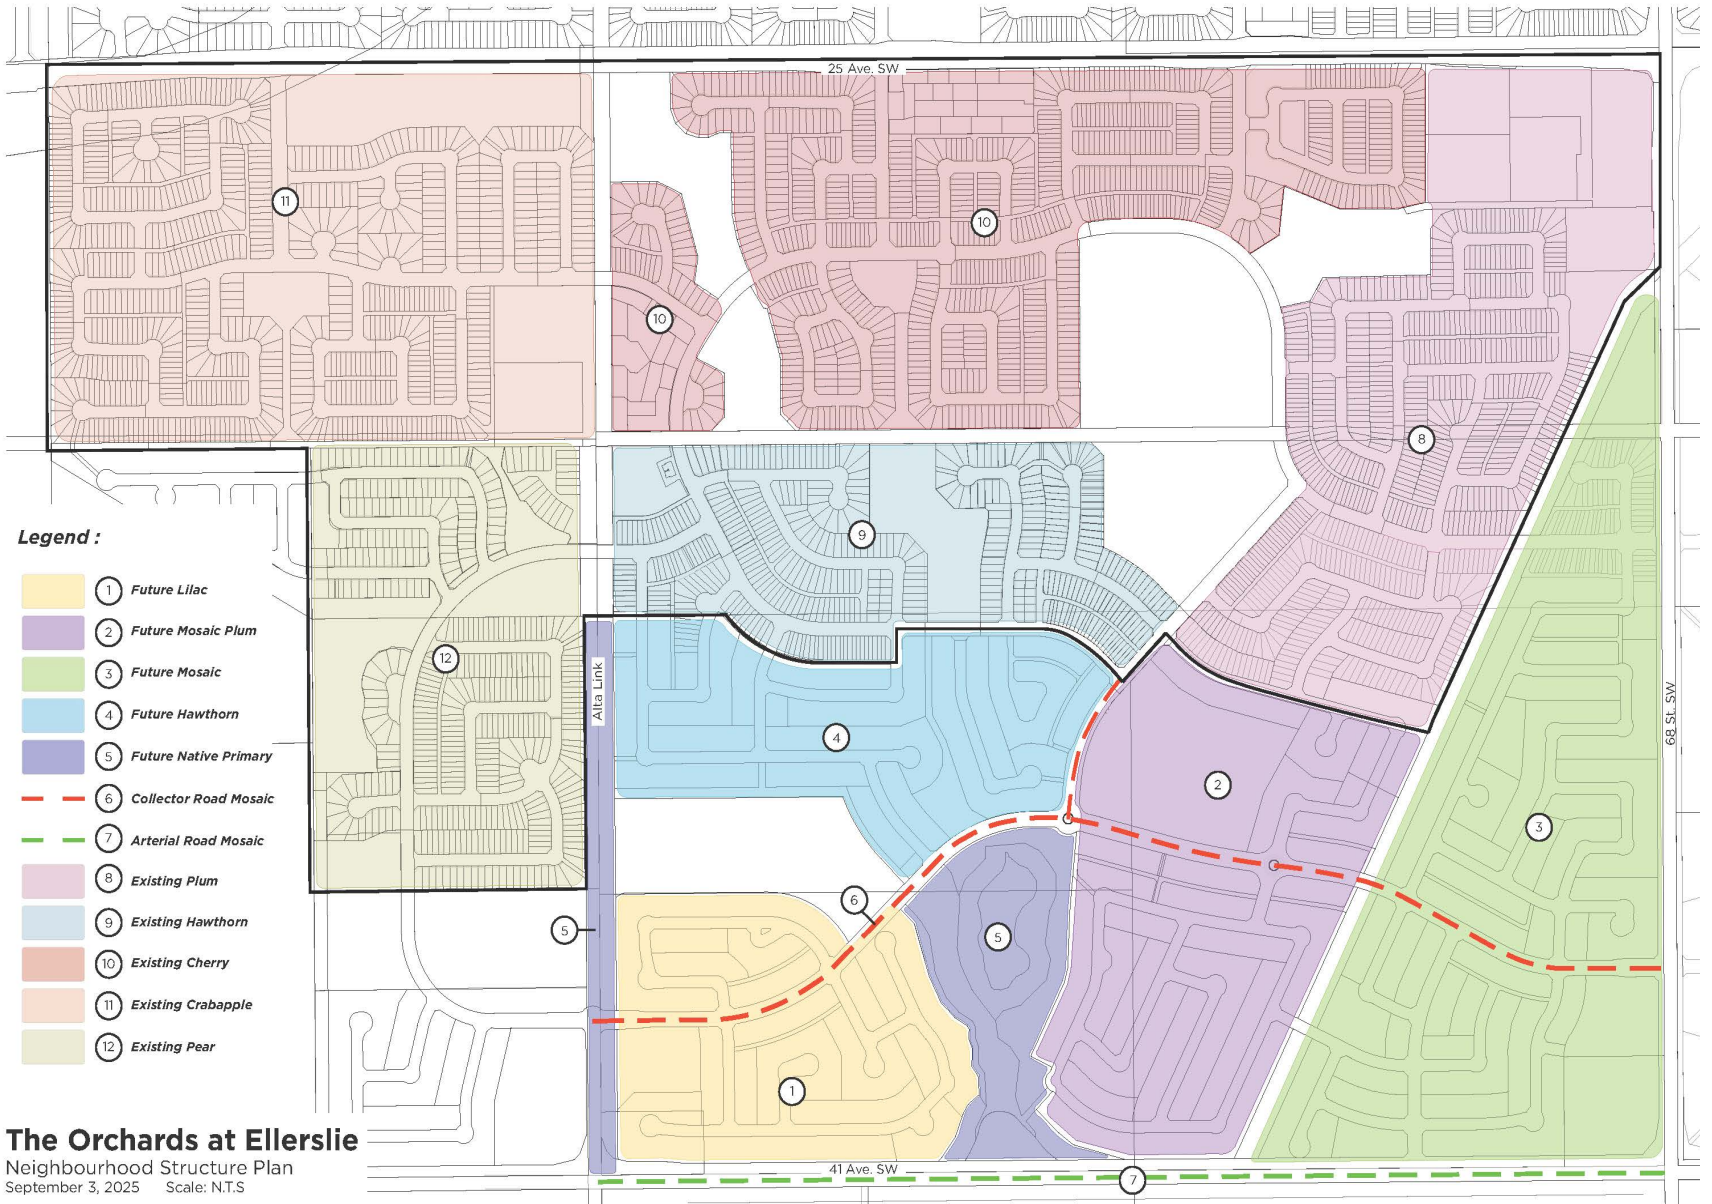 25 Ave. SW
11
10
10
8
9
12
Alta Link
4
2
3
68 St. SW
6
5
5
1
41 Ave. SW
7
Legend :
1 Future Lilac
2 Future Mosaic Plum
3 Future Mosaic
4 Future Hawthorn
5 Future Native Primary
6 Collector Road Mosaic
7 Arterial Road Mosaic
8 Existing Plum
9 Existing Hawthorn
10 Existing Cherry
11 Existing Crabapple
12 Existing Pear
The Orchards at Ellerslie
Neighbourhood Structure Plan
September 3, 2025 Scale: N.T.S